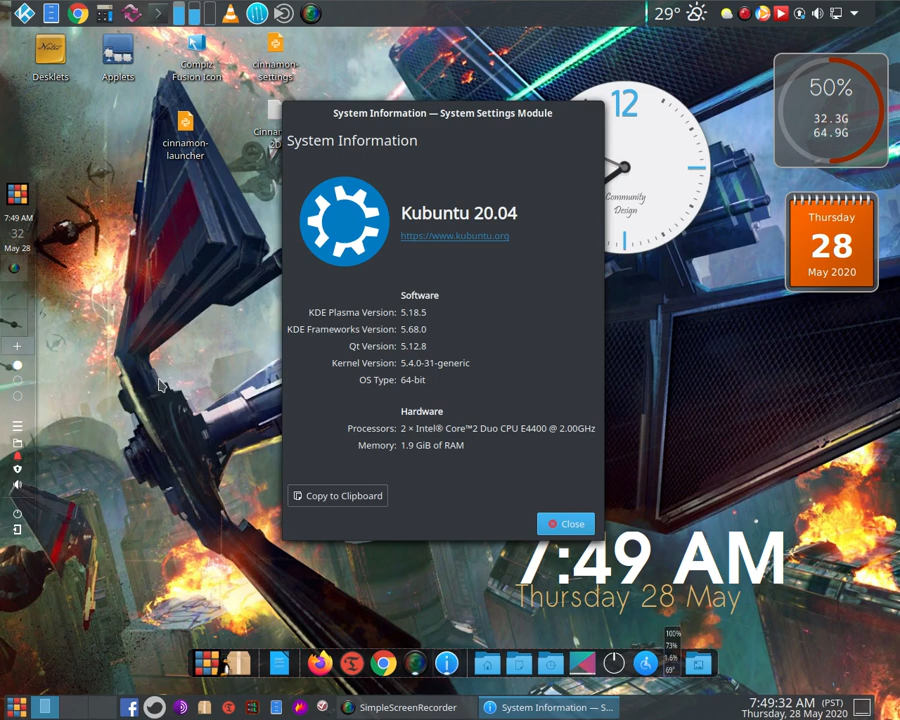 29°
Desklets
Applets
Compiz
Fusion Icon
cinnamon-
settings
cinnamon-
launcher
System Information — System Settings Module
System Information
Kubuntu 20.04
https://www.kubuntu.org
Software
KDE Plasma Version: 5.18.5
KDE Frameworks Version: 5.68.0
Qt Version: 5.12.8
Kernel Version: 5.4.0-31-generic
OS Type: 64-bit
Hardware
Processors: 2 × Intel® Core™2 Duo CPU E4400 @ 2.00GHz
Memory: 1.9 GiB of RAM
Copy to Clipboard
Close
12
Community
Design
50%
32.3G
64.9G
Thursday
28
May 2020
7:49 AM
32
May 28
7:49 AM
Thursday 28 May
100%
73%
1.6%
69°
SimpleScreenRecorder
System Information — S...
7:49:32 AM (PST)
Thursday, 28 May 2020